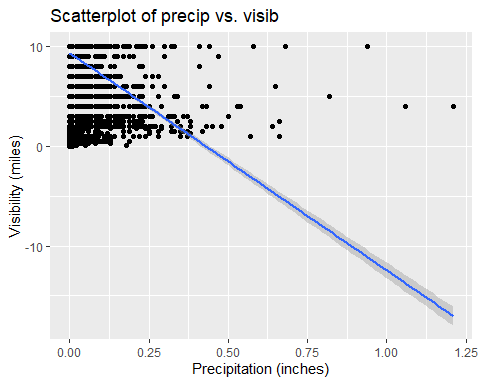 Scatterplot of precip vs. visib
10
0
-10
0.00 0.25 0.50 0.75 1.00 1.25
Visibility (miles)
Precipitation (inches)